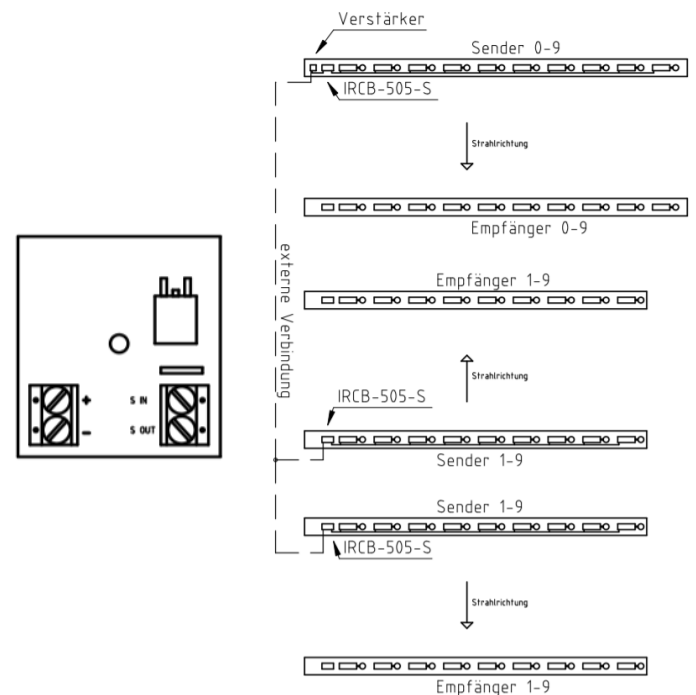 Verstärker
Sender 0-9
IRCB-505-S
Strahlrichtung
Empfänger 0-9
externe Verbindung
Empfänger 1-9
Strahlrichtung
IRCB-505-S
Sender 1-9
Sender 1-9
IRCB-505-S
Strahlrichtung
Empfänger 1-9
+ S IN
- S OUT